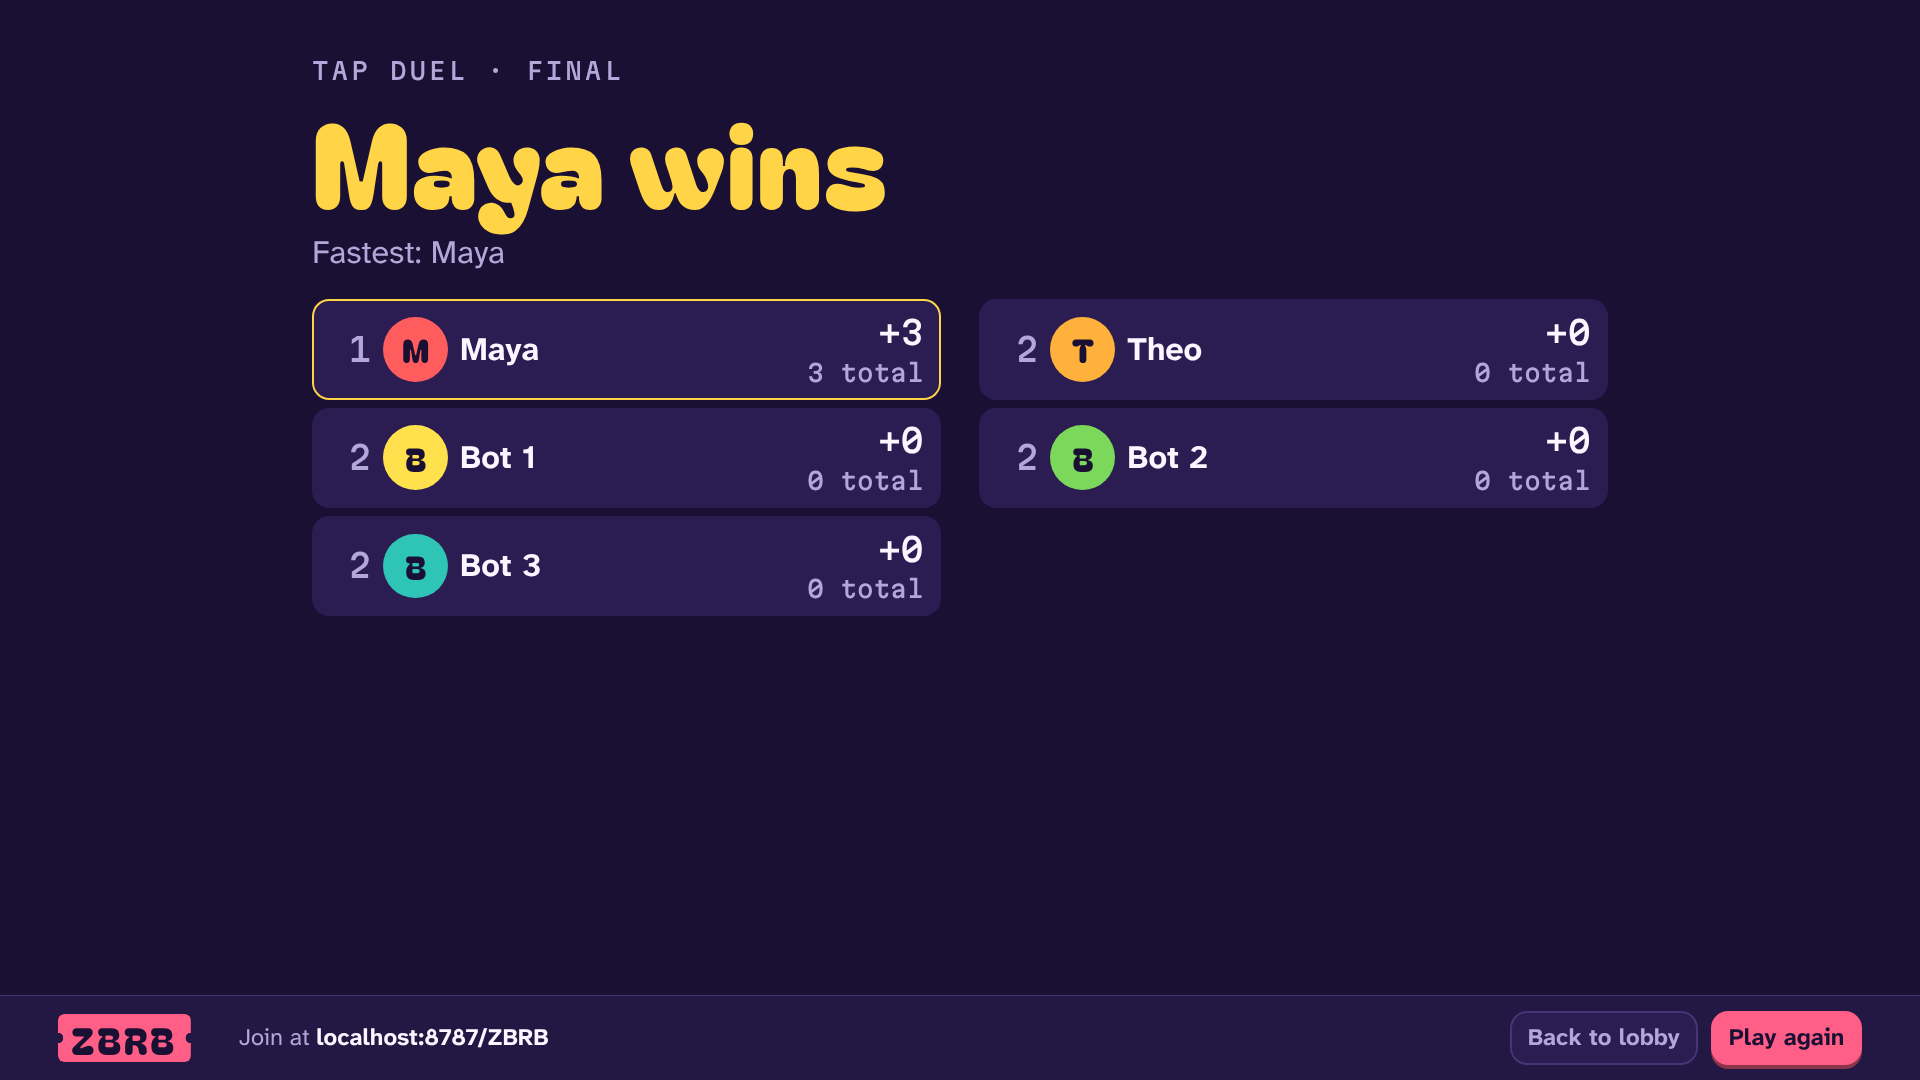 TAP DUEL · FINAL
Maya wins
Fastest: Maya
1 M Maya +3 3 total
2 T Theo +0 0 total
2 B Bot 1 +0 0 total
2 B Bot 2 +0 0 total
2 B Bot 3 +0 0 total
ZBRB Join at localhost:8787/ZBRB Back to lobby Play again